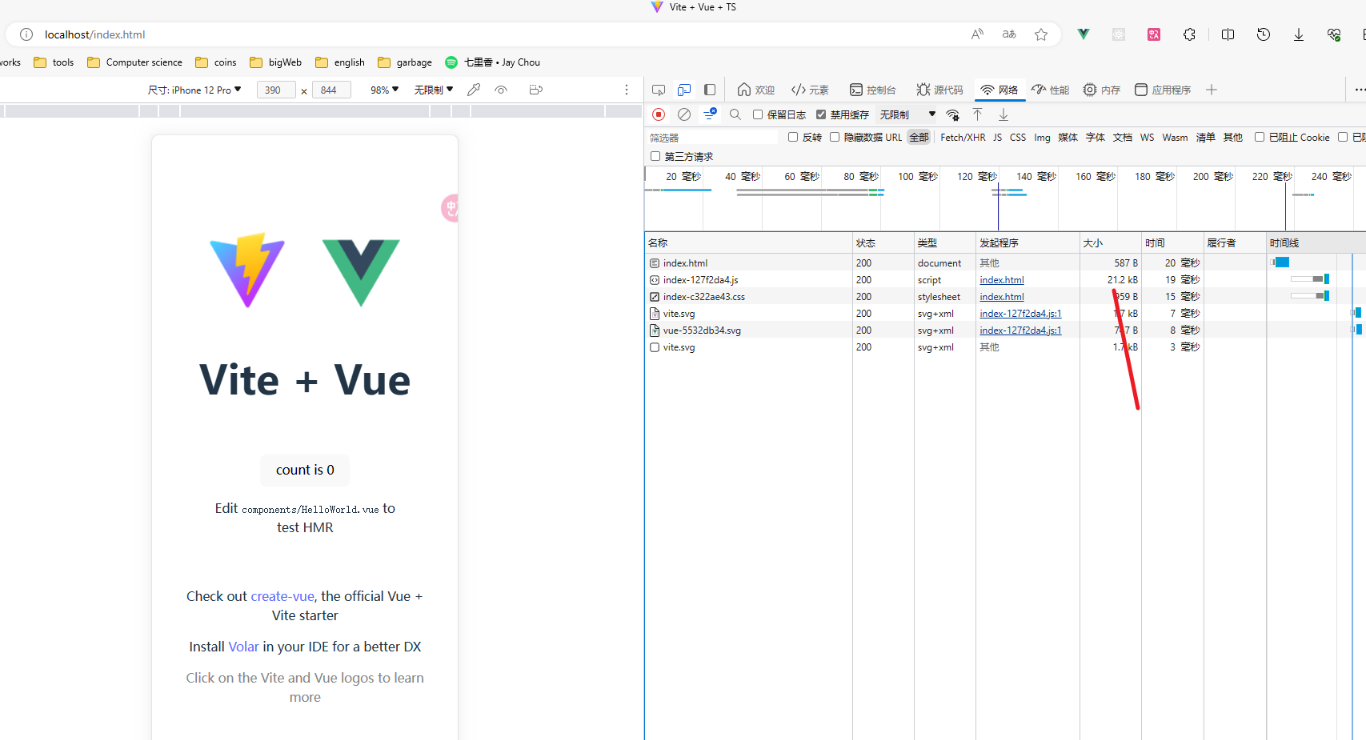 Vite + Vue + TS
localhost/index.html
orks tools Computer science coins bigWeb english garbage 七里香 • Jay Chou
尺寸: iPhone 12 Pro 390 × 844 98% 无限制
欢迎 元素 控制台 源代码 网络 性能 内存 应用程序
保留日志 禁用缓存 无限制
筛选器 反转 隐藏数据 URL 全部 Fetch/XHR JS CSS Img 媒体 字体 文档 WS Wasm 清单 其他 已阻止 Cookie
第三方请求
20 毫秒 40 毫秒 60 毫秒 80 毫秒 100 毫秒 120 毫秒 140 毫秒 160 毫秒 180 毫秒 200 毫秒 220 毫秒 240 毫秒
名称 状态 类型 发起程序 大小 时间 履行者 时间线
index.html 200 document 其他 587 B 20 毫秒
index-127f2da4.js 200 script index.html 21.2 kB 19 毫秒
index-c322ae43.css 200 stylesheet index.html 959 B 15 毫秒
vite.svg 200 svg+xml index-127f2da4.js:1 kB 7 毫秒
vue-5532db34.svg 200 svg+xml index-127f2da4.js:1 B 8 毫秒
vite.svg 200 svg+xml 其他 kB 3 毫秒
Vite + Vue
count is 0
Edit components/HelloWorld.vue to
test HMR
Check out create-vue, the official Vue +
Vite starter
Install Volar in your IDE for a better DX
Click on the Vite and Vue logos to learn
more